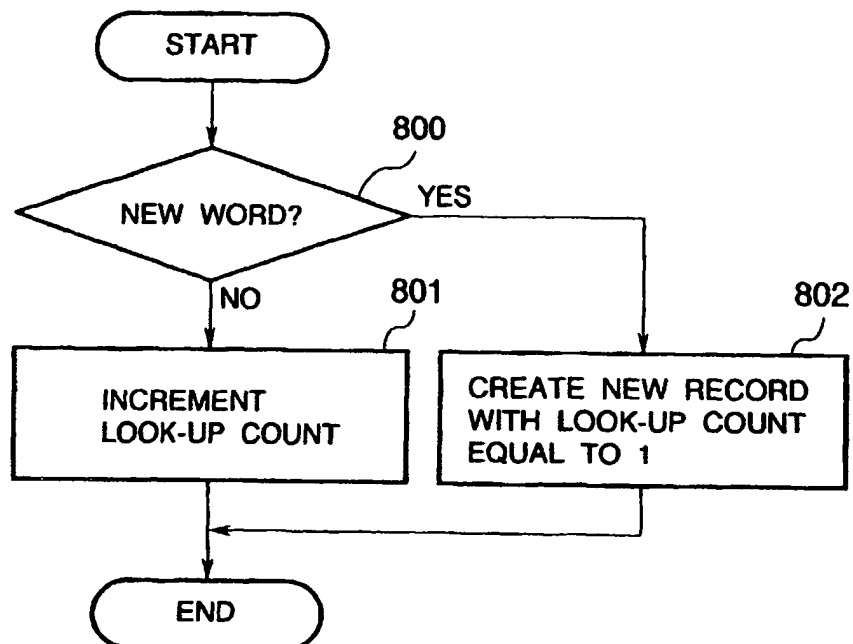 START
800
NEW WORD?
YES
NO
801
802
INCREMENT
LOOK-UP COUNT
CREATE NEW RECORD
WITH LOOK-UP COUNT
EQUAL TO 1
END